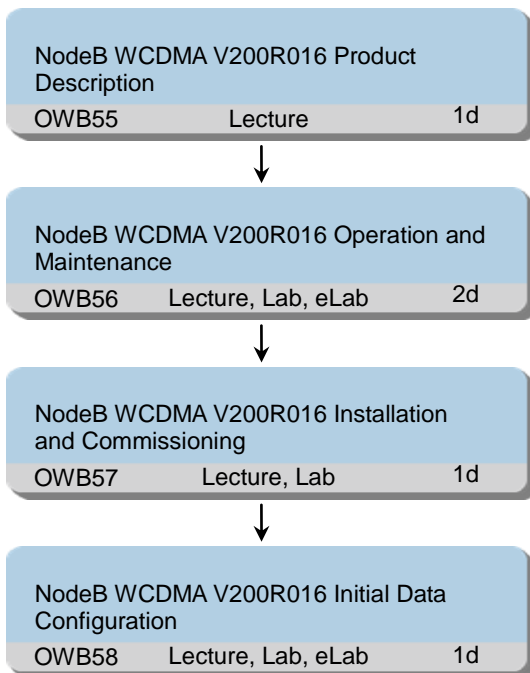 NodeB WCDMA V200R016 Product
Description
OWB55 Lecture 1d
NodeB WCDMA V200R016 Operation and
Maintenance
OWB56 Lecture, Lab, eLab 2d
NodeB WCDMA V200R016 Installation
and Commissioning
OWB57 Lecture, Lab 1d
NodeB WCDMA V200R016 Initial Data
Configuration
OWB58 Lecture, Lab, eLab 1d